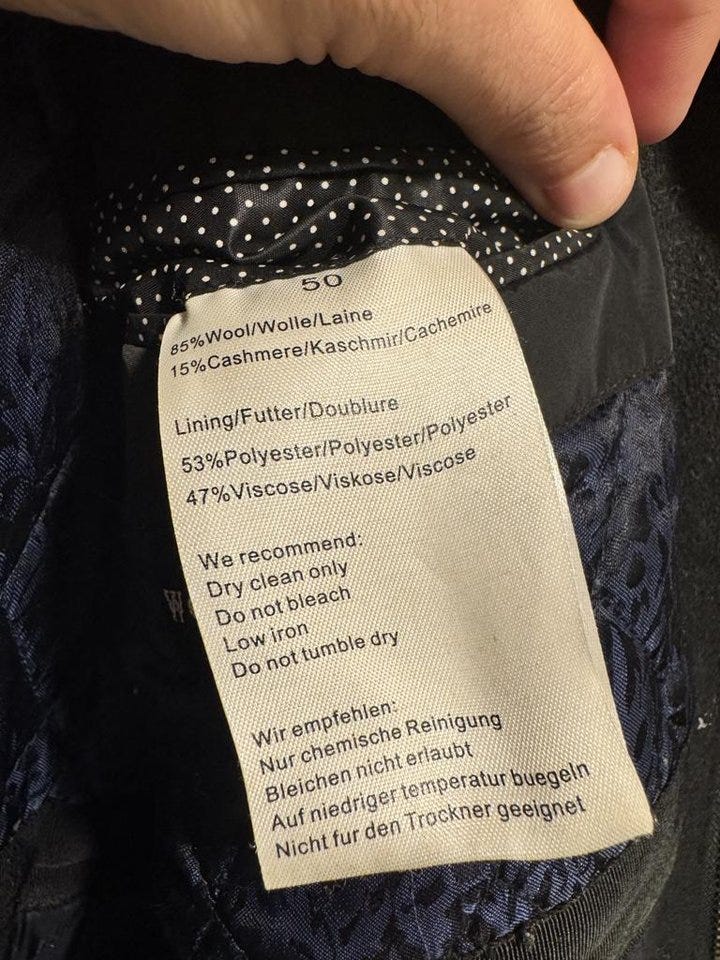 50
85%Wool/Wolle/Laine
15%Cashmere/Kaschmir/Cachemire
Lining/Futter/Doublure
53%Polyester/Polyester/Polyester
47%Viscose/Viskose/Viscose
We recommend:
Dry clean only
Do not bleach
Low iron
Do not tumble dry
Wir empfehlen:
Nur chemische Reinigung
Bleichen nicht erlaubt
Auf niedriger temperatur buegeln
Nicht fur den Trockner geeignet